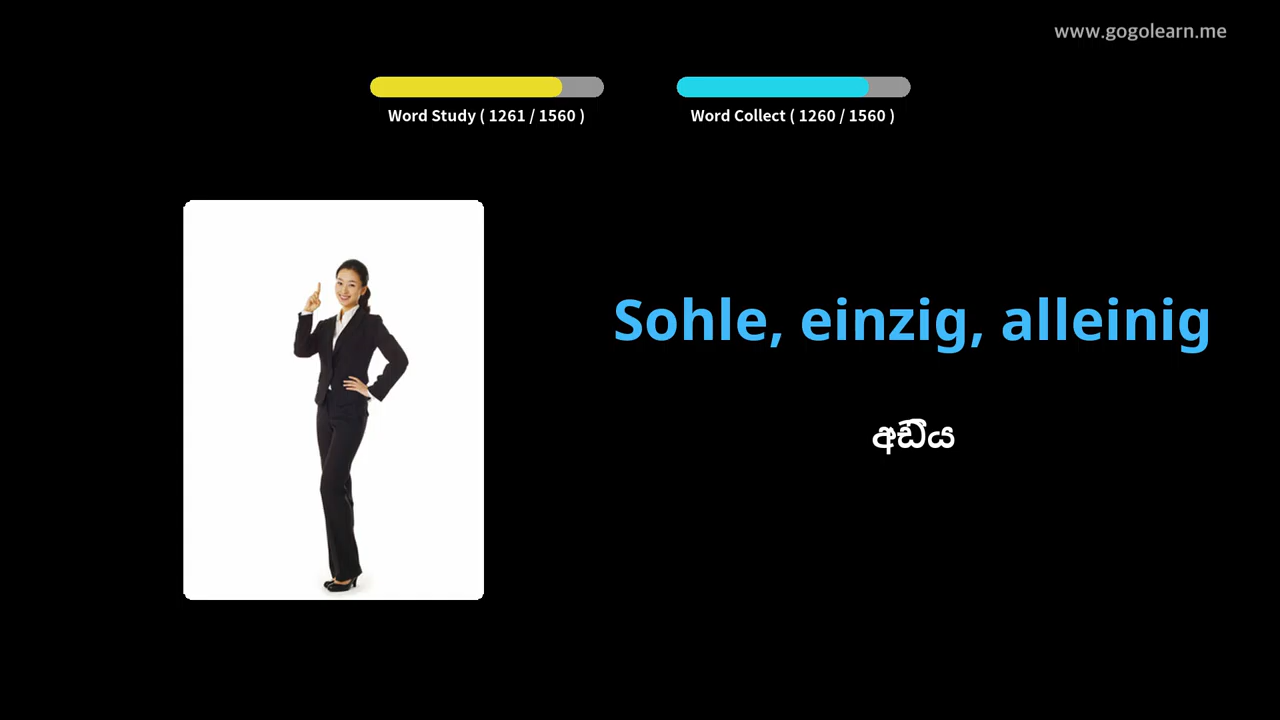 www.gogolearn.me
Word Study ( 1261 / 1560 )
Word Collect ( 1260 / 1560 )
Sohle, einzig, alleinig
අඩිය